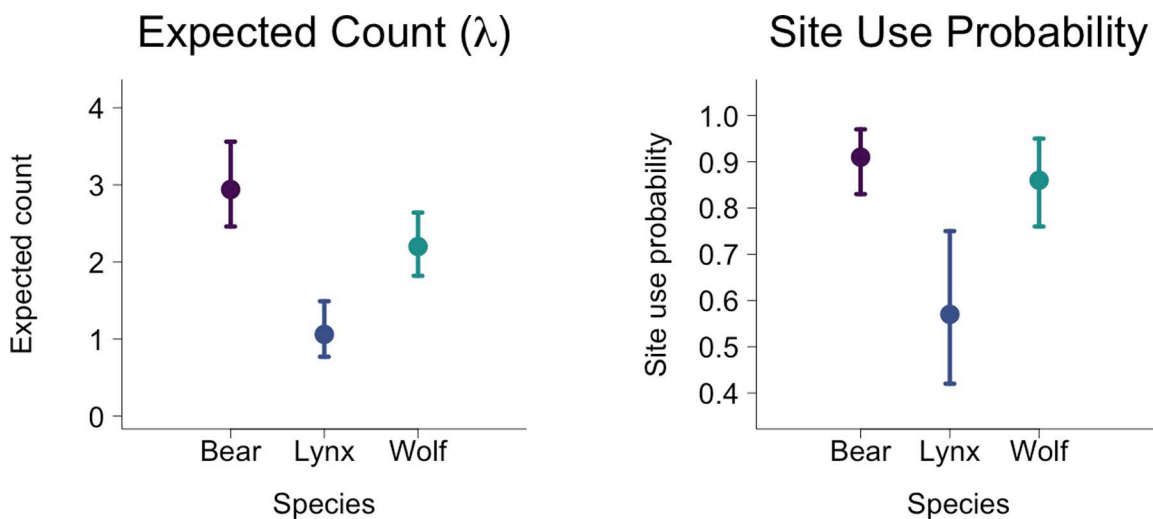 Expected Count (λ)
Expected count
4
3
2
1
0
Bear Lynx Wolf
Species
Site Use Probability
Site use probability
1.0
0.9
0.8
0.7
0.6
0.5
0.4
Bear Lynx Wolf
Species